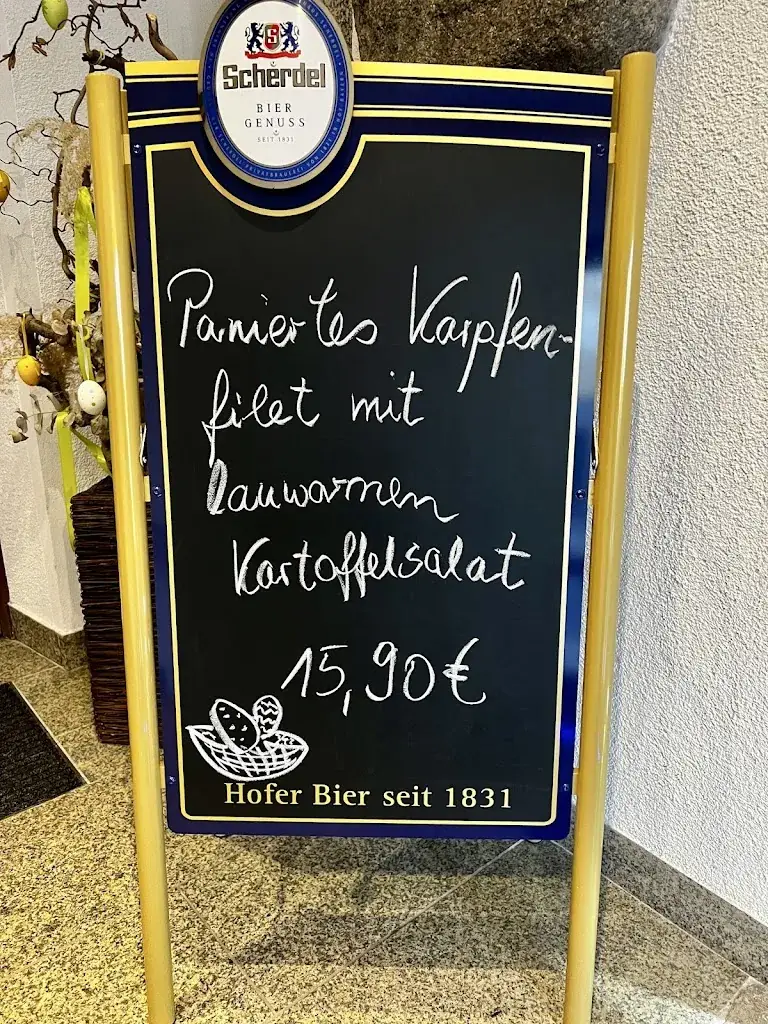 Scherdel
BIER
GENUSS
SEIT 1831
Paniertes Karpfen-
filet mit
lauwarmen
Kartoffelsalat
15,90€
Hofer Bier seit 1831